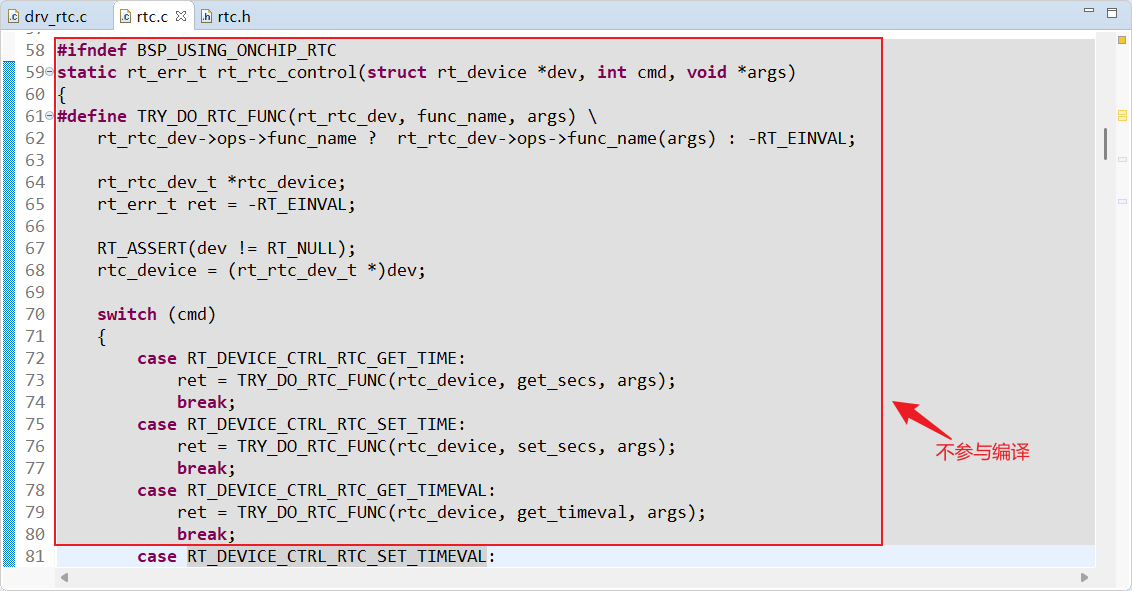 drv_rtc.c rtc.c rtc.h
58 #ifndef BSP_USING_ONCHIP_RTC
59 static rt_err_t rt_rtc_control(struct rt_device *dev, int cmd, void *args)
60 {
61 #define TRY_DO_RTC_FUNC(rt_rtc_dev, func_name, args) \
62     rt_rtc_dev->ops->func_name ?  rt_rtc_dev->ops->func_name(args) : -RT_EINVAL;
63
64     rt_rtc_dev_t *rtc_device;
65     rt_err_t ret = -RT_EINVAL;
66
67     RT_ASSERT(dev != RT_NULL);
68     rtc_device = (rt_rtc_dev_t *)dev;
69
70     switch (cmd)
71     {
72         case RT_DEVICE_CTRL_RTC_GET_TIME:
73             ret = TRY_DO_RTC_FUNC(rtc_device, get_secs, args);
74             break;
75         case RT_DEVICE_CTRL_RTC_SET_TIME:
76             ret = TRY_DO_RTC_FUNC(rtc_device, set_secs, args);
77             break;
78         case RT_DEVICE_CTRL_RTC_GET_TIMEVAL:
79             ret = TRY_DO_RTC_FUNC(rtc_device, get_timeval, args);
80             break;
81         case RT_DEVICE_CTRL_RTC_SET_TIMEVAL:
不参与编译